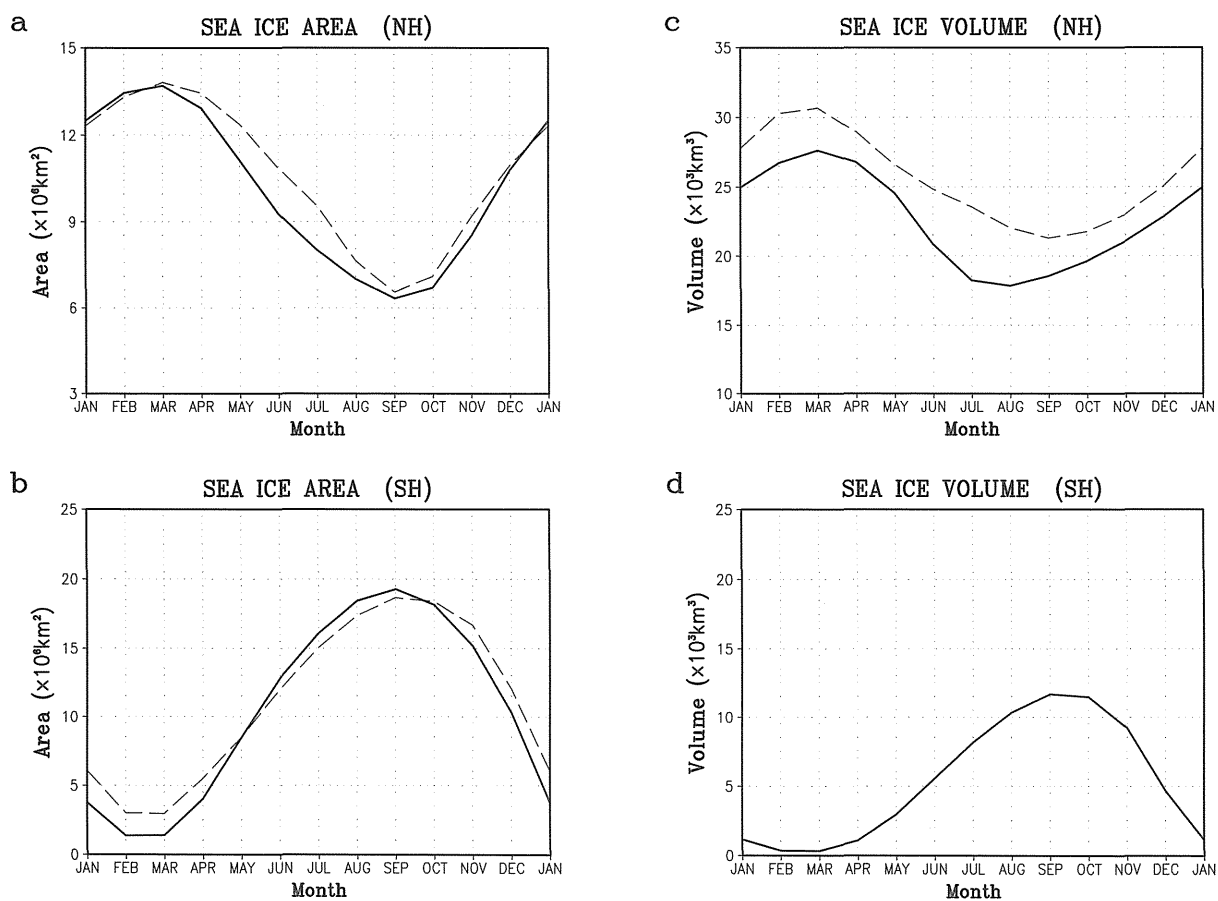 a
SEA ICE AREA (NH)
15
12
9
6
3
Area (×10⁶km²)
JAN FEB MAR APR MAY JUN JUL AUG SEP OCT NOV DEC JAN
Month
c
SEA ICE VOLUME (NH)
35
30
25
20
15
10
Volume (×10³km³)
JAN FEB MAR APR MAY JUN JUL AUG SEP OCT NOV DEC JAN
Month
b
SEA ICE AREA (SH)
25
20
15
10
5
0
Area (×10⁶km²)
JAN FEB MAR APR MAY JUN JUL AUG SEP OCT NOV DEC JAN
Month
d
SEA ICE VOLUME (SH)
25
20
15
10
5
0
Volume (×10³km³)
JAN FEB MAR APR MAY JUN JUL AUG SEP OCT NOV DEC JAN
Month